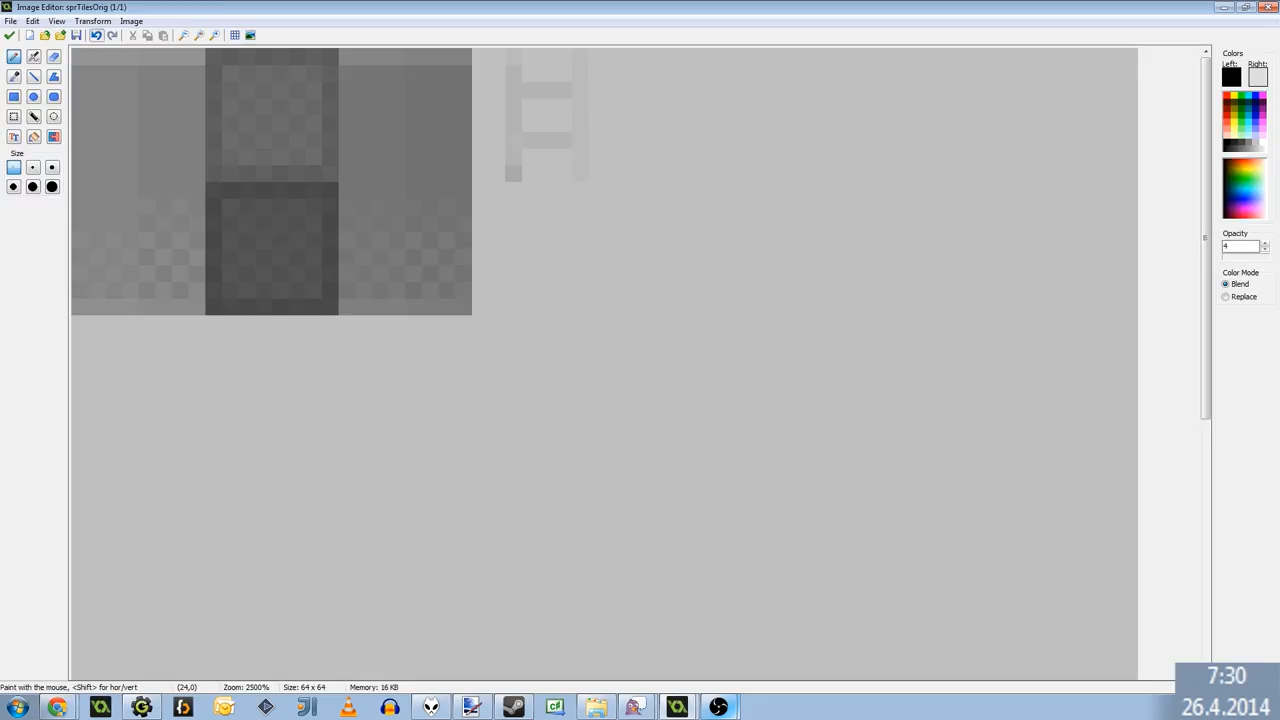 Image Editor: sprTilesOrig (1/1)
File Edit View Transform Image
Colors
Left: Right:
Size
Opacity
4
Color Mode
Blend
Replace
Paint with the mouse, <Shift> for hor/vert (24,0) Zoom: 2500% Size: 64 x 64 Memory: 16 KB
7:30
26.4.2014